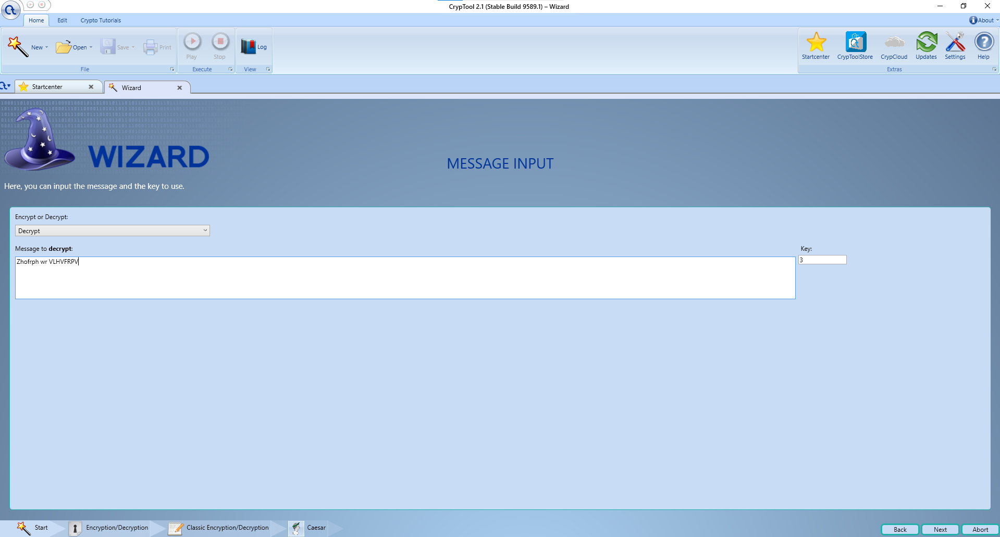 CrypTool 2.1 (Stable Build 9589.1) – Wizard
Home Edit Crypto Tutorials About
New Open Save Print Play Stop Log Startcenter CrypToolStore CrypCloud Updates Settings Help
File Execute View Extras
Startcenter Wizard
WIZARD
MESSAGE INPUT
Here, you can input the message and the key to use.
Encrypt or Decrypt:
Decrypt
Message to decrypt: Key:
Zhofrph wr VLHVFRPV 3
Start Encryption/Decryption Classic Encryption/Decryption Caesar Back Next Abort